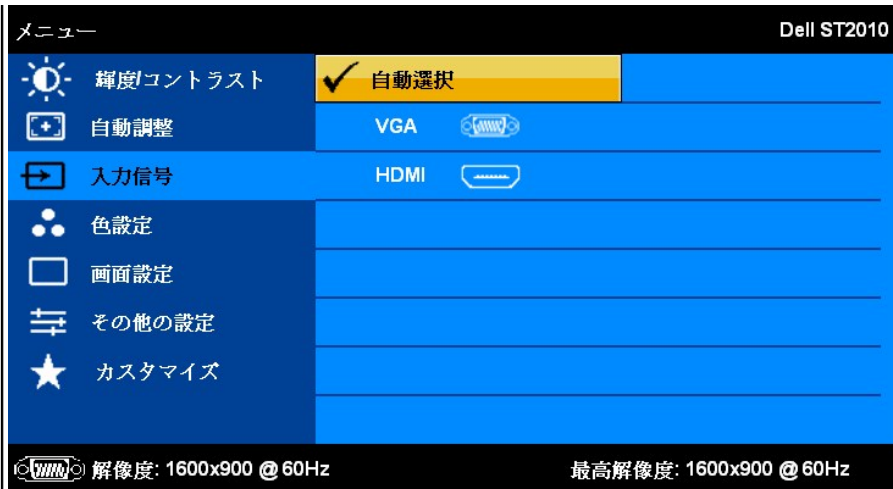 メニュー Dell ST2010
輝度/コントラスト 自動選択
自動調整 VGA
入力信号 HDMI
色設定
画面設定
その他の設定
カスタマイズ
解像度: 1600x900 @ 60Hz 最高解像度: 1600x900 @ 60Hz